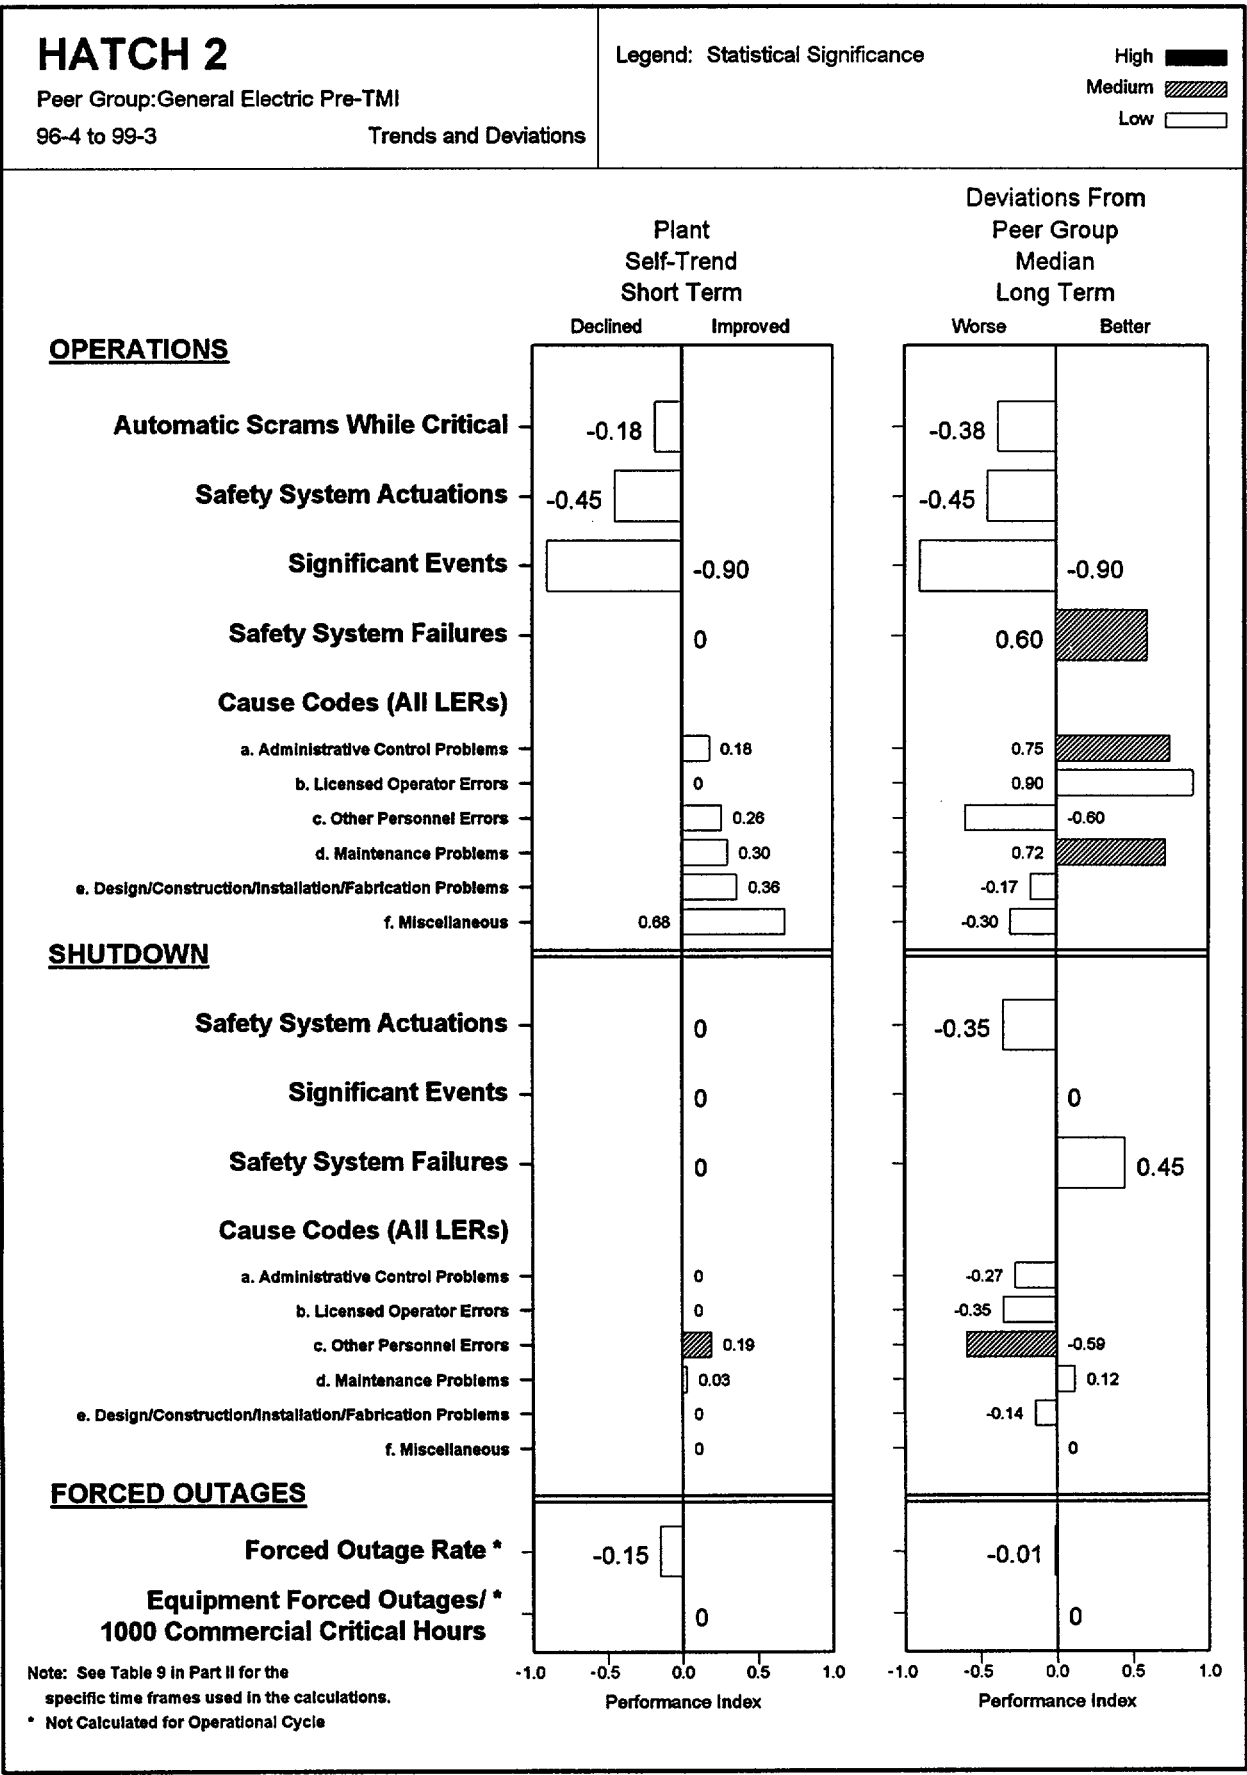 HATCH 2
Peer Group:General Electric Pre-TMI
96-4 to 99-3 Trends and Deviations
Legend: Statistical Significance
High
Medium
Low
Plant
Self-Trend
Short Term
Deviations From
Peer Group
Median
Long Term
Declined Improved Worse Better
OPERATIONS
Automatic Scrams While Critical -0.18 -0.38
Safety System Actuations -0.45 -0.45
Significant Events -0.90 -0.90
Safety System Failures 0 0.60
Cause Codes (All LERs)
a. Administrative Control Problems 0.18 0.75
b. Licensed Operator Errors 0 0.90
c. Other Personnel Errors 0.26 -0.60
d. Maintenance Problems 0.30 0.72
e. Design/Construction/Installation/Fabrication Problems 0.36 -0.17
f. Miscellaneous 0.68 -0.30
SHUTDOWN
Safety System Actuations 0 -0.35
Significant Events 0 0
Safety System Failures 0 0.45
Cause Codes (All LERs)
a. Administrative Control Problems 0 -0.27
b. Licensed Operator Errors 0 -0.35
c. Other Personnel Errors 0.19 -0.59
d. Maintenance Problems 0.03 0.12
e. Design/Construction/Installation/Fabrication Problems 0 -0.14
f. Miscellaneous 0 0
FORCED OUTAGES
Forced Outage Rate * -0.15 -0.01
Equipment Forced Outages/ *
1000 Commercial Critical Hours 0 0
-1.0 -0.5 0.0 0.5 1.0 -1.0 -0.5 0.0 0.5 1.0
Performance Index Performance Index
Note: See Table 9 in Part II for the
specific time frames used in the calculations.
* Not Calculated for Operational Cycle